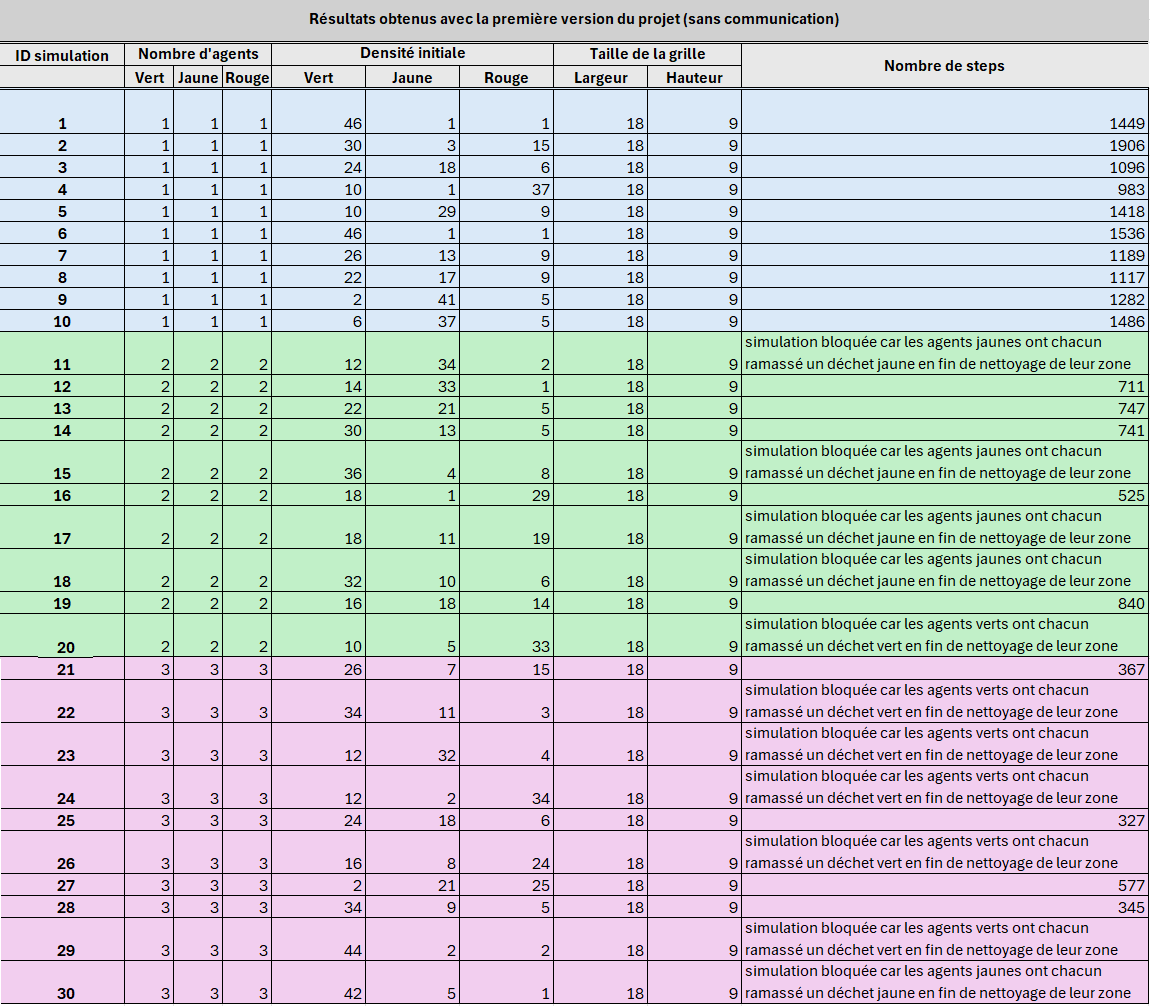 Résultats obtenus avec la première version du projet (sans communication)
ID simulation Nombre d'agents Densité initiale Taille de la grille Nombre de steps
Vert Jaune Rouge Vert Jaune Rouge Largeur Hauteur
1 1 1 1 46 1 1 18 9 1449
2 1 1 1 30 3 15 18 9 1906
3 1 1 1 24 18 6 18 9 1096
4 1 1 1 10 1 37 18 9 983
5 1 1 1 10 29 9 18 9 1418
6 1 1 1 46 1 1 18 9 1536
7 1 1 1 26 13 9 18 9 1189
8 1 1 1 22 17 9 18 9 1117
9 1 1 1 2 41 5 18 9 1282
10 1 1 1 6 37 5 18 9 1486
simulation bloquée car les agents jaunes ont chacun
11 2 2 2 12 34 2 18 9 ramassé un déchet jaune en fin de nettoyage de leur zone
12 2 2 2 14 33 1 18 9 711
13 2 2 2 22 21 5 18 9 747
14 2 2 2 30 13 5 18 9 741
simulation bloquée car les agents jaunes ont chacun
15 2 2 2 36 4 8 18 9 ramassé un déchet jaune en fin de nettoyage de leur zone
16 2 2 2 18 1 29 18 9 525
simulation bloquée car les agents jaunes ont chacun
17 2 2 2 18 11 19 18 9 ramassé un déchet jaune en fin de nettoyage de leur zone
simulation bloquée car les agents jaunes ont chacun
18 2 2 2 32 10 6 18 9 ramassé un déchet jaune en fin de nettoyage de leur zone
19 2 2 2 16 18 14 18 9 840
simulation bloquée car les agents verts ont chacun
20 2 2 2 10 5 33 18 9 ramassé un déchet vert en fin de nettoyage de leur zone
21 3 3 3 26 7 15 18 9 367
simulation bloquée car les agents verts ont chacun
22 3 3 3 34 11 3 18 9 ramassé un déchet vert en fin de nettoyage de leur zone
simulation bloquée car les agents verts ont chacun
23 3 3 3 12 32 4 18 9 ramassé un déchet vert en fin de nettoyage de leur zone
simulation bloquée car les agents verts ont chacun
24 3 3 3 12 2 34 18 9 ramassé un déchet vert en fin de nettoyage de leur zone
25 3 3 3 24 18 6 18 9 327
simulation bloquée car les agents verts ont chacun
26 3 3 3 16 8 24 18 9 ramassé un déchet vert en fin de nettoyage de leur zone
27 3 3 3 2 21 25 18 9 577
28 3 3 3 34 9 5 18 9 345
simulation bloquée car les agents verts ont chacun
29 3 3 3 44 2 2 18 9 ramassé un déchet vert en fin de nettoyage de leur zone
simulation bloquée car les agents jaunes ont chacun
30 3 3 3 42 5 1 18 9 ramassé un déchet jaune en fin de nettoyage de leur zone